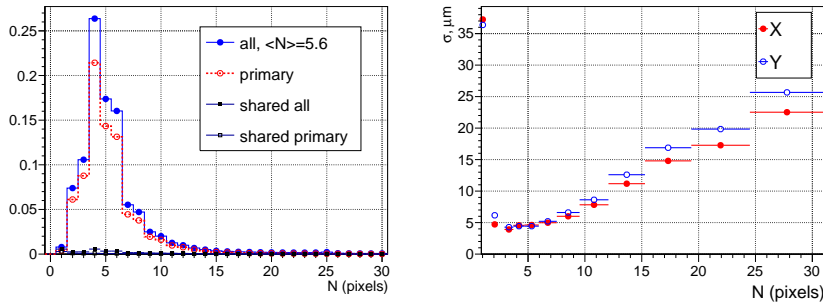 0.25
0.2
0.15
0.1
0.05
0
all, <N>=5.6
primary
shared all
shared primary
0 5 10 15 20 25 30
N (pixels)
σ, μm
35
30
25
20
15
10
5
0
X
Y
5 10 15 20 25 30
N (pixels)